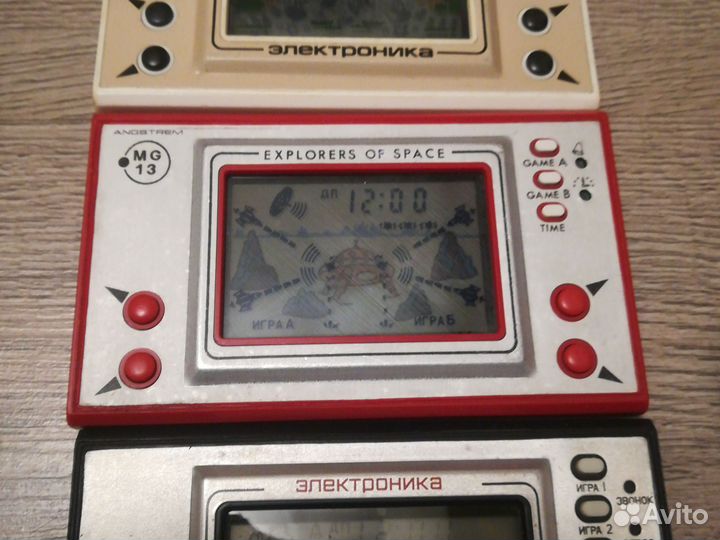 электроника
ANGSTREM
EXPLORERS OF SPACE
MG
13
GAME A
GAME B
TIME
ДП 12:00
ИГРА А
ИГРА Б
электроника
ИГРА 1
ЗВОНОК
ИГРА 2
Avito